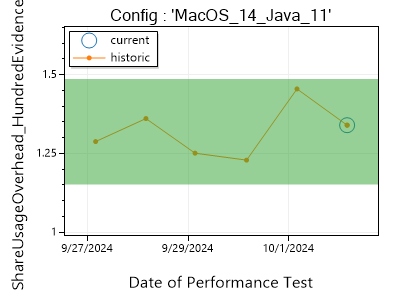 Config : 'MacOS_14_Java_11'
ShareUsageOverhead_HundredEvidence
current
historic
1.5
1.25
1
9/27/2024
9/29/2024
10/1/2024
Date of Performance Test